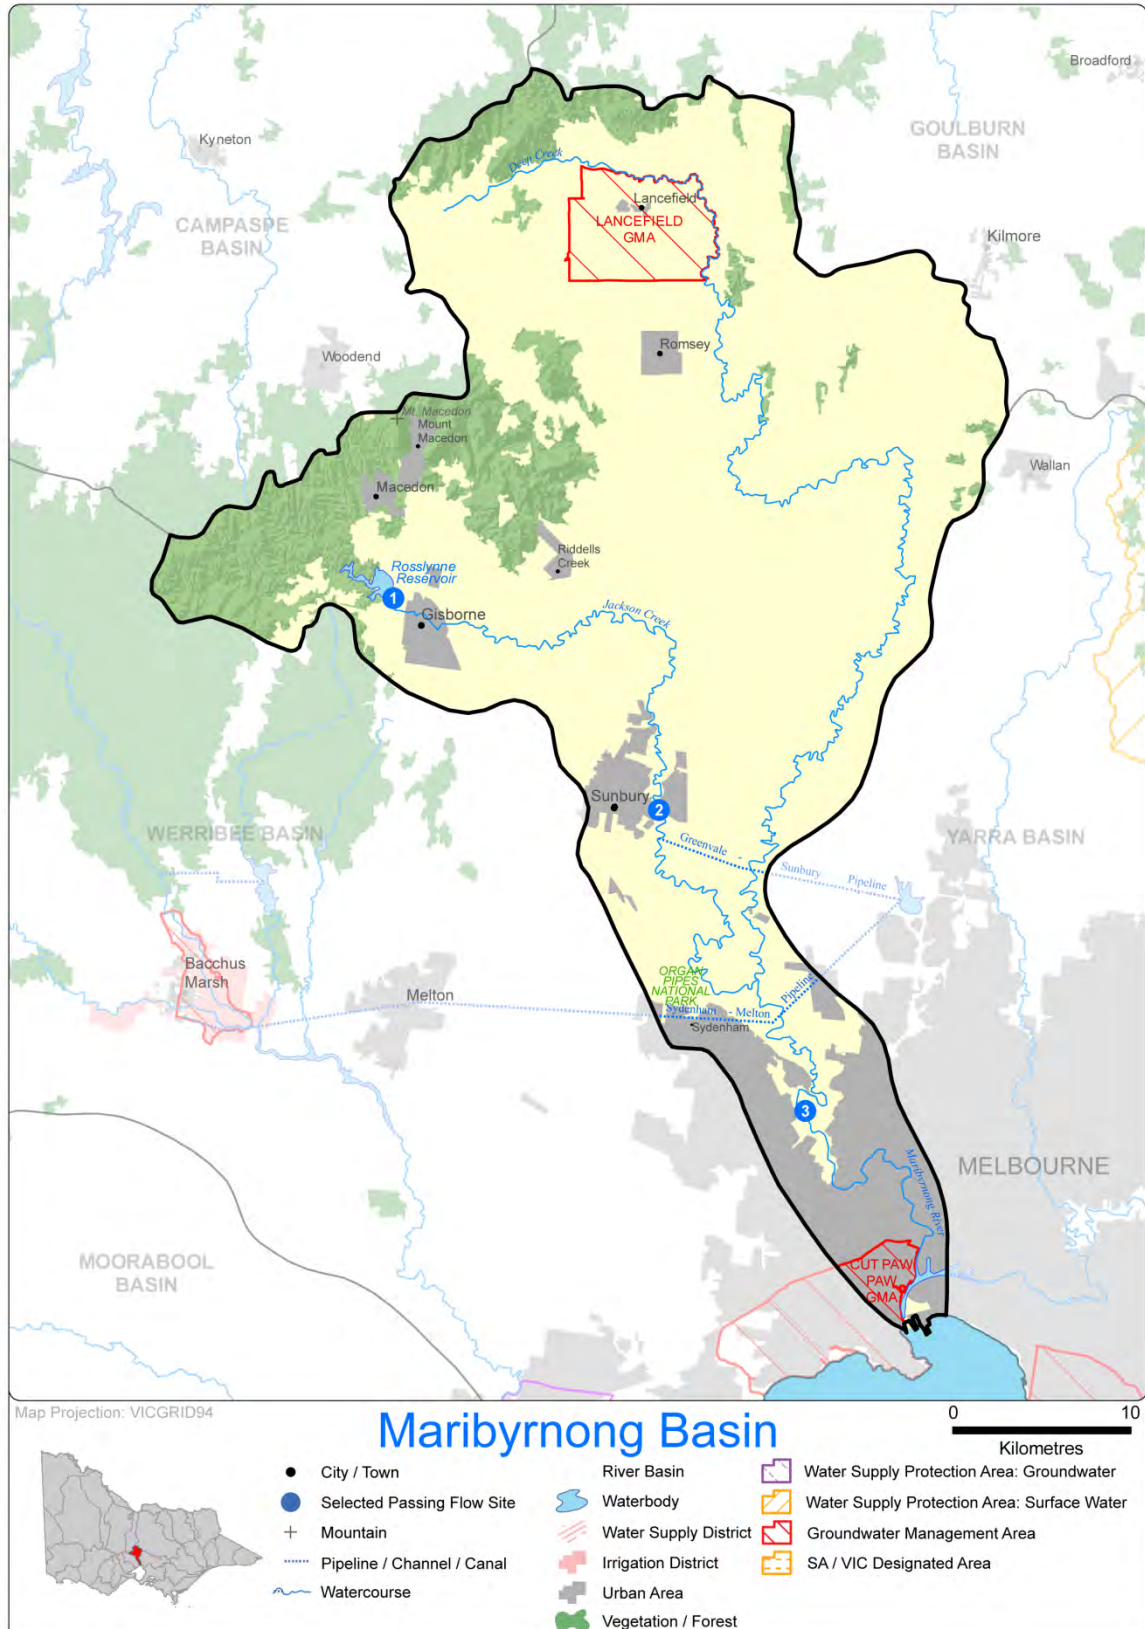 Broadford
Kyneton
GOULBURN
BASIN
Deep Creek
Lancefield
LANCEFIELD
GMA
CAMPASPE
BASIN
Kilmore
Romsey
Woodend
Mt. Macedon
Mount
Macedon
Macedon
Wallan
Riddells
Creek
Rosslynne
Reservoir
1
Gisborne
Jackson Creek
Sunbury
2
WERRIBEE BASIN
YARRA BASIN
Greenvale - Sunbury Pipeline
Bacchus
Marsh
Melton
ORGAN
PIPES
NATIONAL
PARK
Pipeline
Sydenham - Melton
Sydenham
3
MELBOURNE
Maribyrnong River
MOORABOOL
BASIN
CUT PAW
PAW
GMA
Map Projection: VICGRID94
Maribyrnong Basin
0 10
Kilometres
City / Town
Selected Passing Flow Site
Mountain
Pipeline / Channel / Canal
Watercourse
River Basin
Waterbody
Water Supply District
Irrigation District
Urban Area
Vegetation / Forest
Water Supply Protection Area: Groundwater
Water Supply Protection Area: Surface Water
Groundwater Management Area
SA / VIC Designated Area